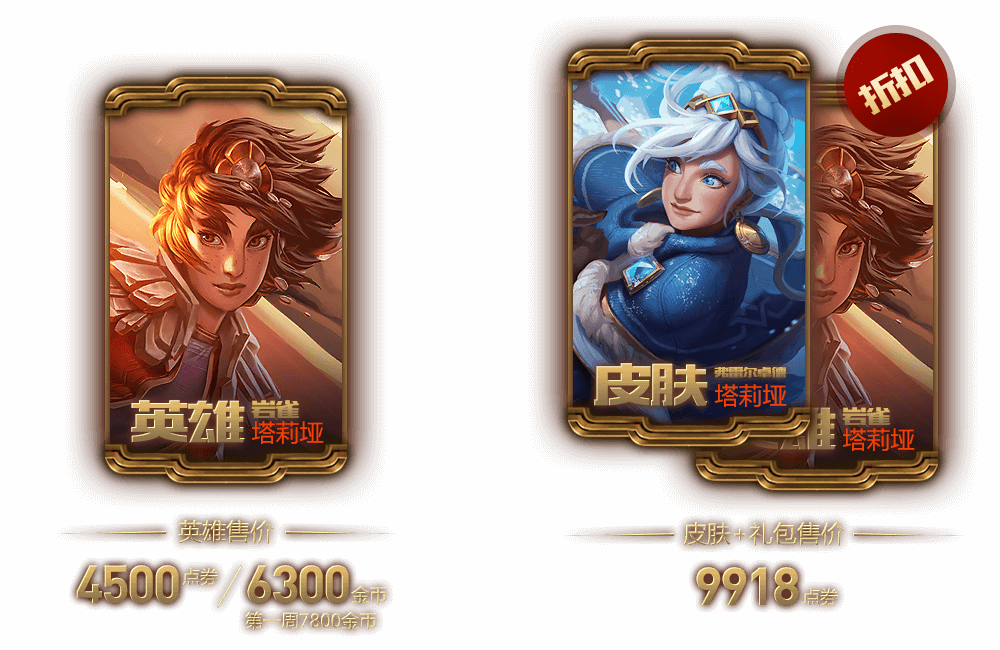 折扣
皮肤 弗雷尔卓德
塔莉垭
英雄 岩雀
塔莉垭
雄 岩雀
塔莉垭
英雄售价
4500点券/6300金币
第一周7800金币
皮肤+礼包售价
9918点券